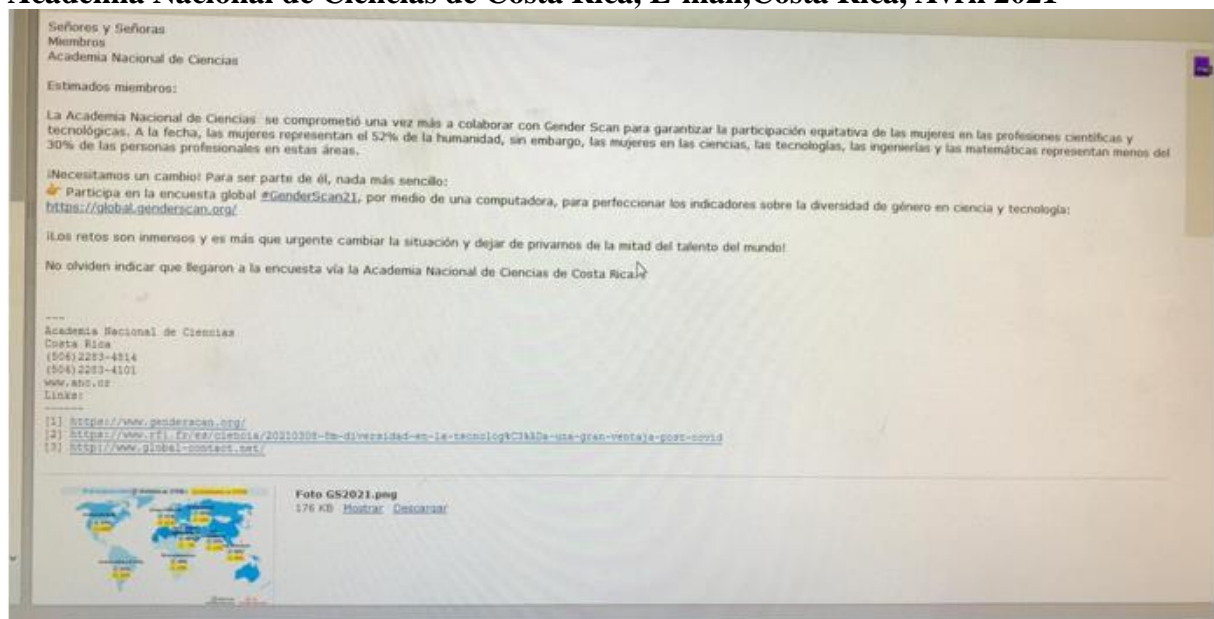 Academia Nacional de Ciencias de Costa Rica, E-mail,Costa Rica, Avril 2021
Señores y Señoras
Miembros
Academia Nacional de Ciencias
Estimados miembros:
La Academia Nacional de Ciencias se comprometió una vez más a colaborar con Gender Scan para garantizar la participación equitativa de las mujeres en las profesiones científicas y
tecnológicas. A la fecha, las mujeres representan el 52% de la humanidad, sin embargo, las mujeres en las ciencias, las tecnologías, las ingenierías y las matemáticas representan menos del
30% de las personas profesionales en estas áreas.
¡Necesitamos un cambio! Para ser parte de él, nada más sencillo:
Participa en la encuesta global #GenderScan21, por medio de una computadora, para perfeccionar los indicadores sobre la diversidad de género en ciencia y tecnología:
https://global.genderscan.org/
¡Los retos son inmensos y es más que urgente cambiar la situación y dejar de privarnos de la mitad del talento del mundo!
No olviden indicar que llegaron a la encuesta vía la Academia Nacional de Ciencias de Costa Rica.
---
Academia Nacional de Ciencias
Costa Rica
(506)2283-4814
(506)2283-4101
www.anc.cr
Links:
------
[1] https://www.genderscan.org/
[2] https://www.rfi.fr/es/ciencia/20210308-8m-diversidad-en-la-tecnolog%C3%ADa-una-gran-ventaja-post-covid
[3] http://www.global-contact.net/
Foto GS2021.png
176 KB Mostrar Descargar